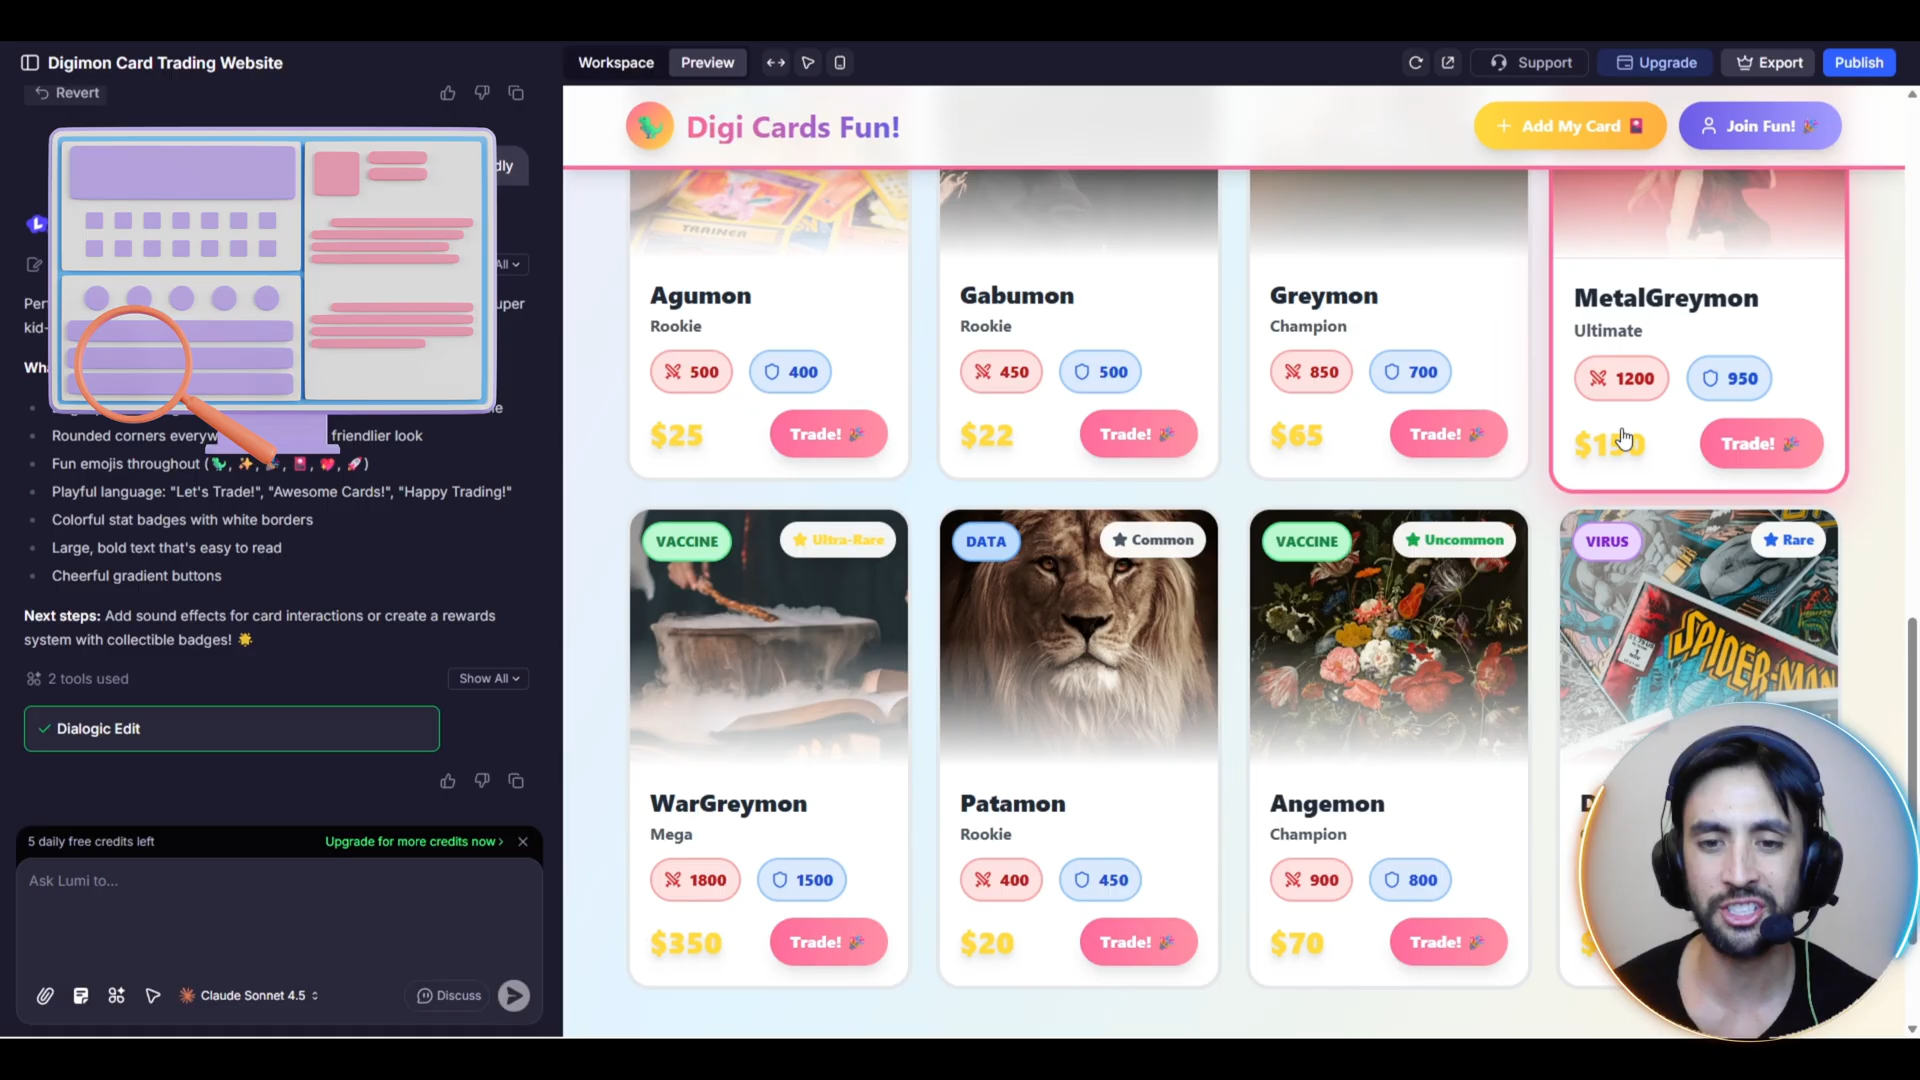 Digimon Card Trading Website
Revert
dly
All
Per
uper
kid-
Wha
e
Rounded corners everyw friendlier look
Fun emojis throughout (🦖, ✨, 🎉, 🎴, 💖, 🚀)
Playful language: "Let's Trade!", "Awesome Cards!", "Happy Trading!"
Colorful stat badges with white borders
Large, bold text that's easy to read
Cheerful gradient buttons
Next steps: Add sound effects for card interactions or create a rewards
system with collectible badges! 🌟
2 tools used
Show All
Dialogic Edit
5 daily free credits left
Upgrade for more credits now
Ask Lumi to...
Claude Sonnet 4.5
Discuss
Workspace
Preview
Support
Upgrade
Export
Publish
Digi Cards Fun!
+ Add My Card 🎴
Join Fun! 🎉
TRAINER
Agumon
Rookie
500 400
$25 Trade! 🎉
Gabumon
Rookie
450 500
$22 Trade! 🎉
Greymon
Champion
850 700
$65 Trade! 🎉
MetalGreymon
Ultimate
1200 950
$150 Trade! 🎉
VACCINE Ultra-Rare
WarGreymon
Mega
1800 1500
$350 Trade! 🎉
DATA Common
Patamon
Rookie
400 450
$20 Trade! 🎉
VACCINE Uncommon
Angemon
Champion
900 800
$70 Trade! 🎉
VIRUS Rare
SPIDER-MAN
D
$